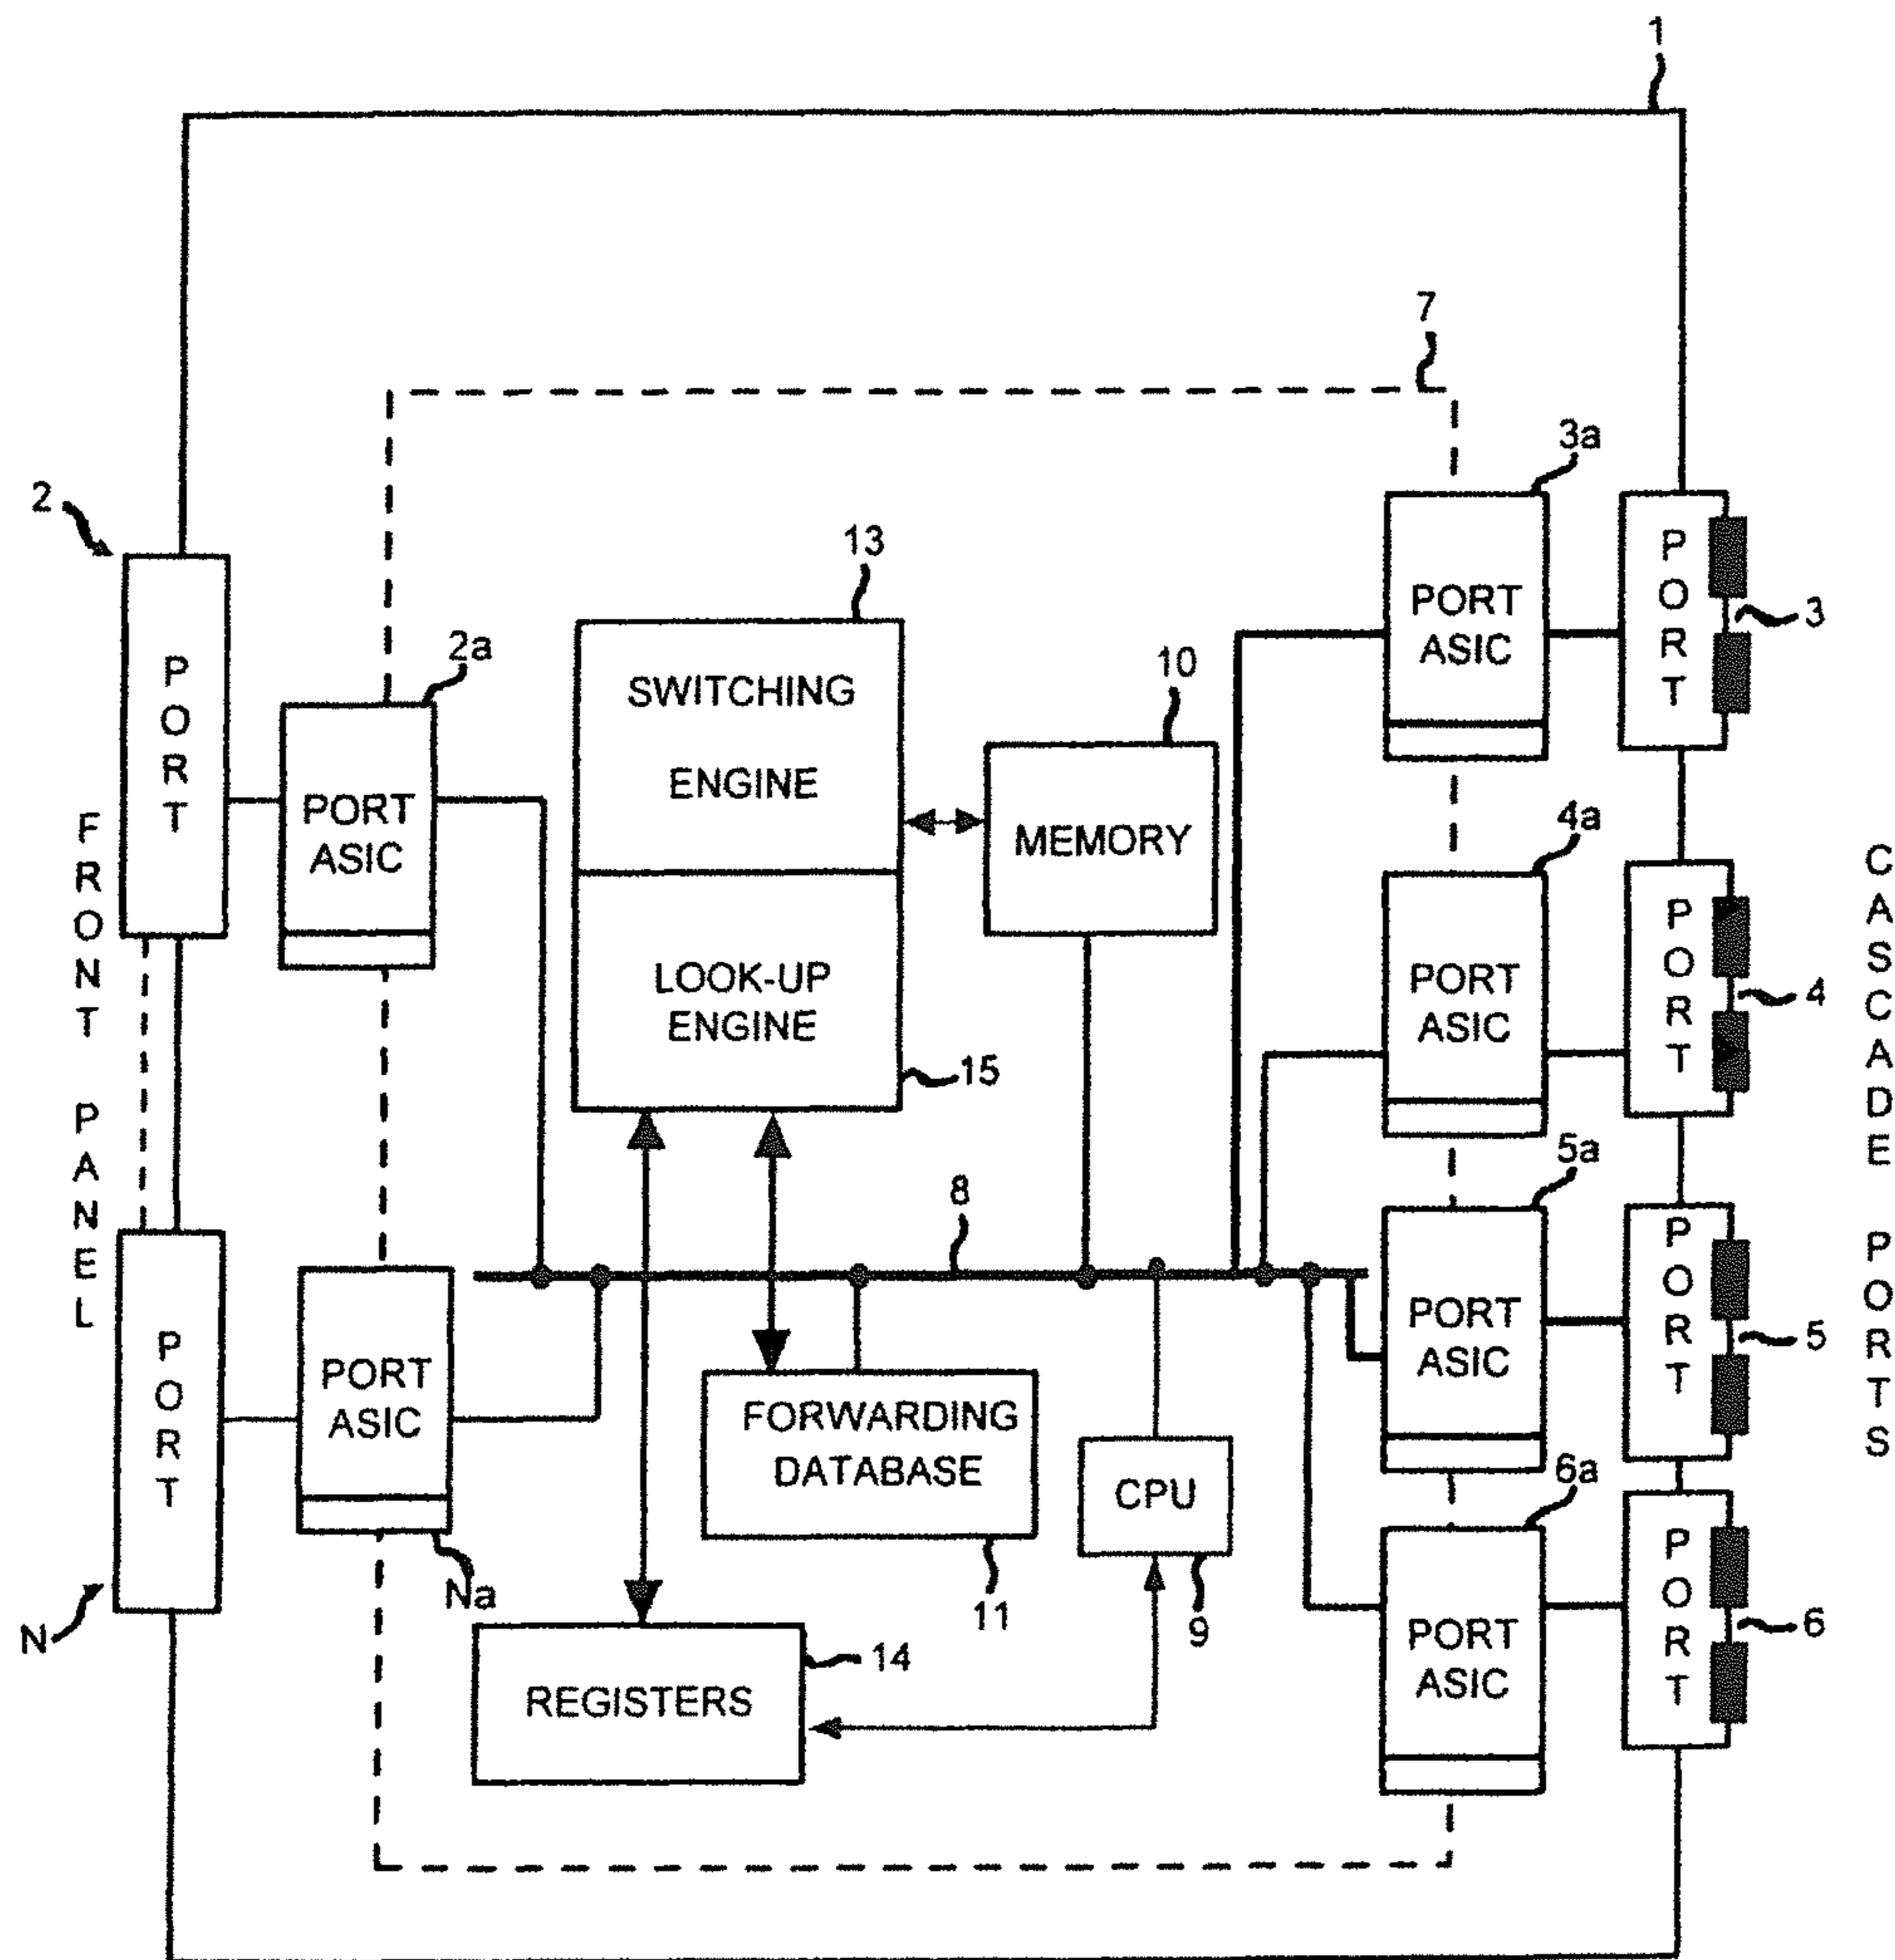 1
7
3a
2
13
PORT
3
2a
10
PORT
ASIC
PORT
SWITCHING
ENGINE
MEMORY
PORT
ASIC
FRONT PANEL
4a
CASCADE PORTS
LOOK-UP
ENGINE
15
PORT
ASIC
PORT
4
8
5a
PORT
PORT
ASIC
PORT
ASIC
PORT
5
FORWARDING
DATABASE
CPU
6a
Na
11
9
N
14
REGISTERS
PORT
ASIC
PORT
6